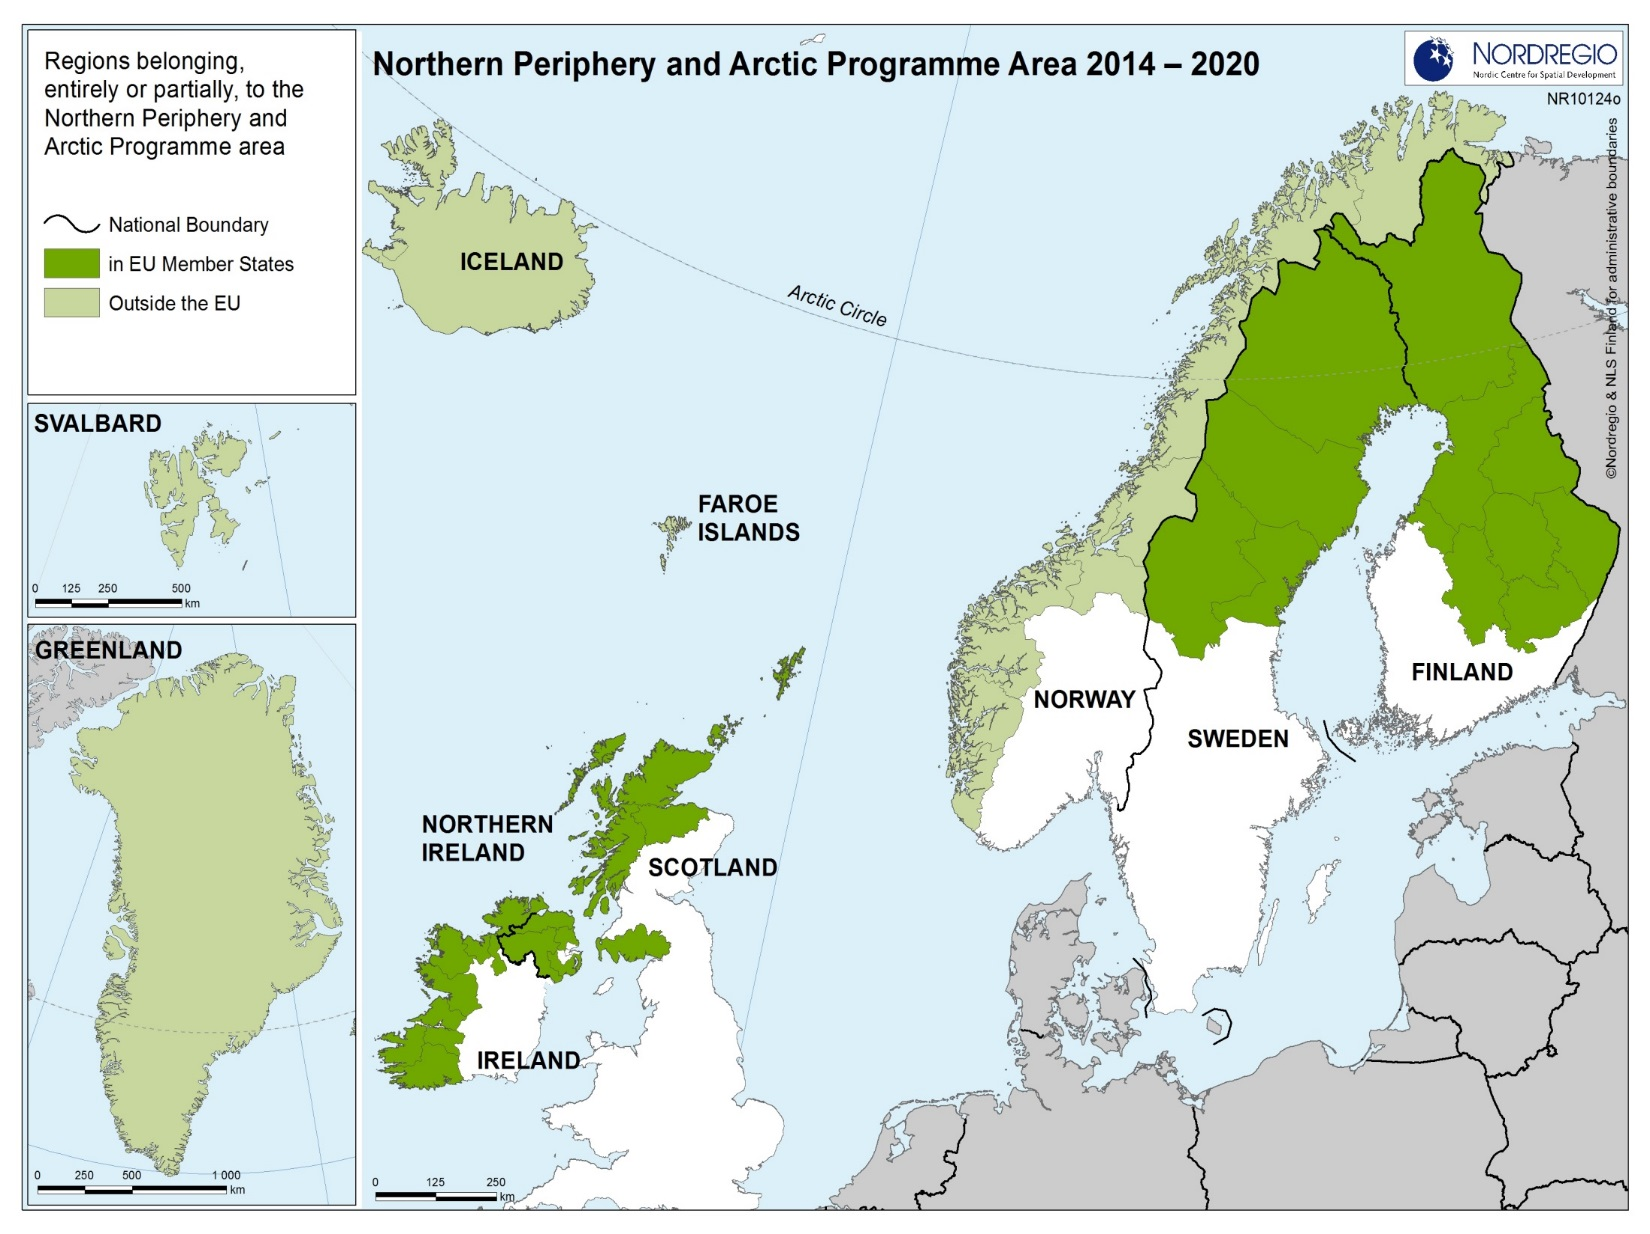 Northern Periphery and Arctic Programme Area 2014 – 2020
NORDREGIO
Nordic Centre for Spatial Development
NR10124o
©Nordregio & NLS Finland for administrative boundaries
Regions belonging,
entirely or partially, to the
Northern Periphery and
Arctic Programme area
National Boundary
in EU Member States
Outside the EU
SVALBARD
0 125 250 500
km
GREENLAND
0 250 500 1 000
km
ICELAND
Arctic Circle
FAROE
ISLANDS
NORWAY
SWEDEN
FINLAND
NORTHERN
IRELAND
SCOTLAND
IRELAND
0 125 250
km